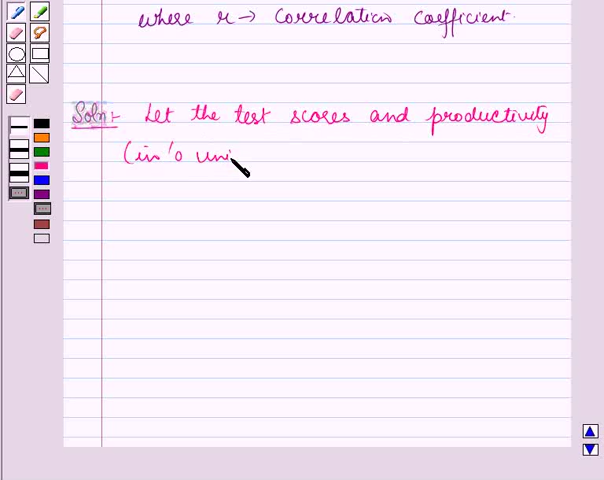 where r → Correlation coefficient.
Soln:- Let the test scores and productivity
(in '0 uni